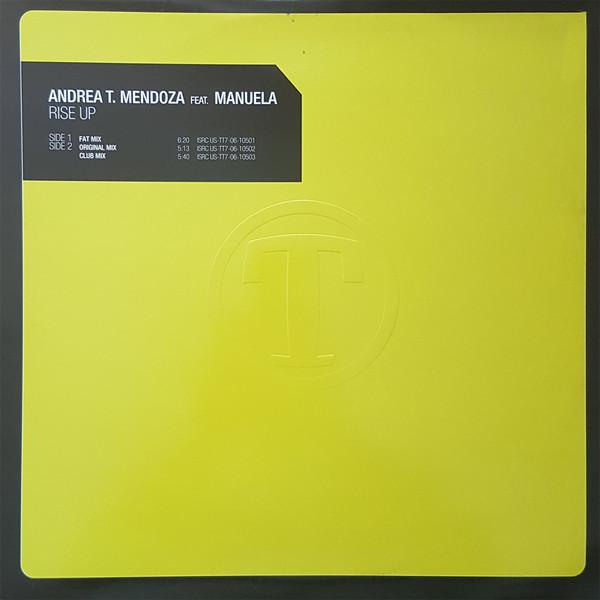 ANDREA T. MENDOZA FEAT. MANUELA
RISE UP
SIDE 1 FAT MIX 6:20 ISRC US-TT7-06-10501
SIDE 2 ORIGINAL MIX 5:13 ISRC US-TT7-06-10502
CLUB MIX 5:40 ISRC US-TT7-06-10503
T